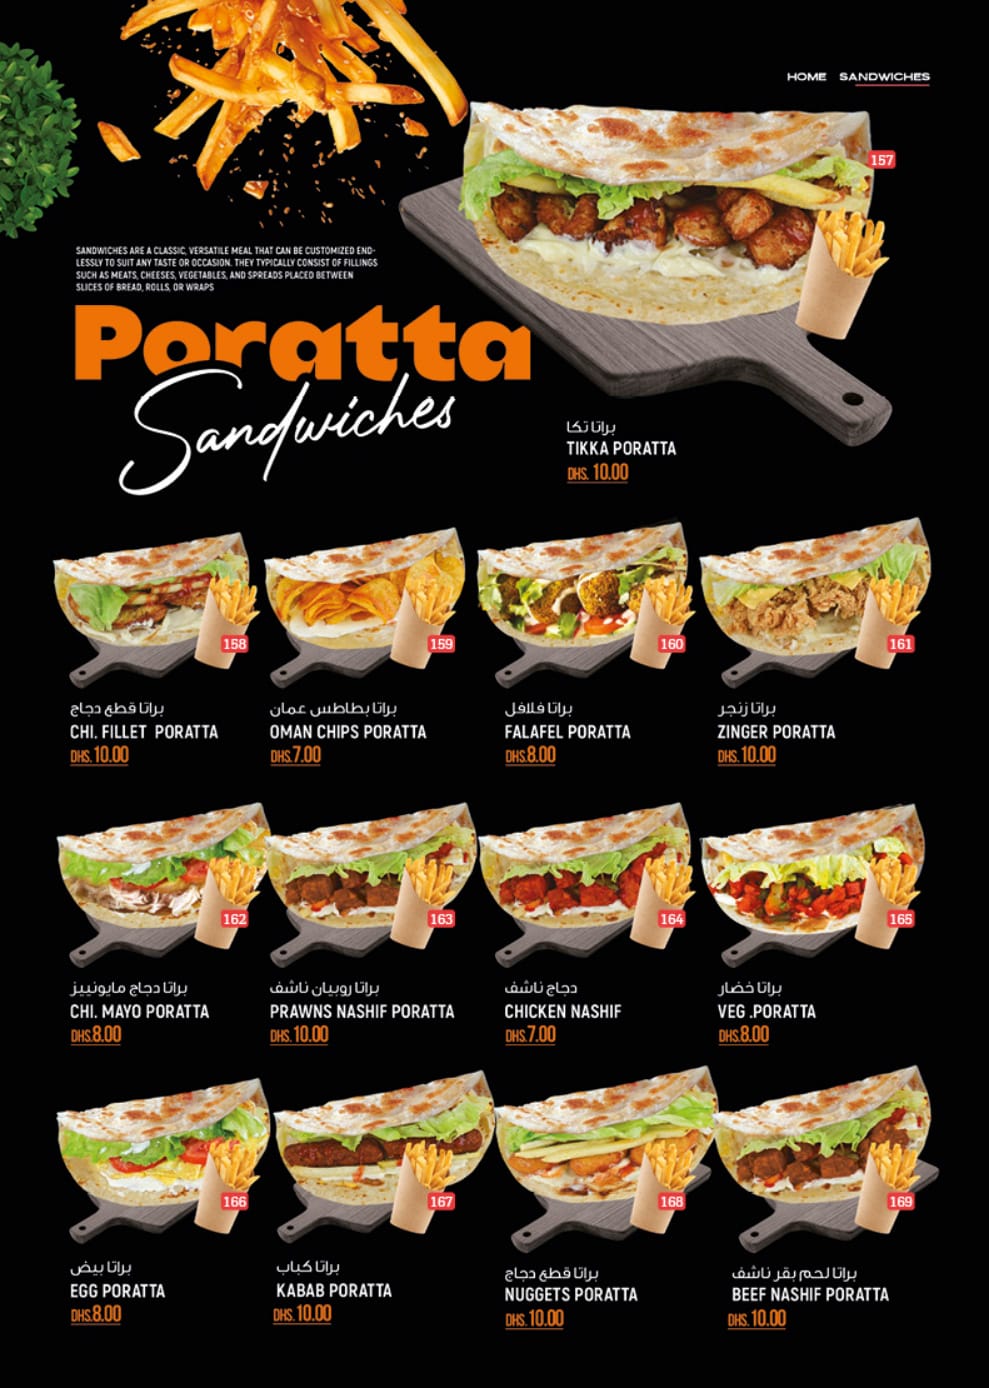 HOME SANDWICHES
157
SANDWICHES ARE A CLASSIC, VERSATILE MEAL THAT CAN BE CUSTOMIZED END-
LESSLY TO SUIT ANY TASTE OR OCCASION. THEY TYPICALLY CONSIST OF FILLINGS
SUCH AS MEATS, CHEESES, VEGETABLES, AND SPREADS PLACED BETWEEN
SLICES OF BREAD, ROLLS, OR WRAPS
Poratta
Sandwiches
براتا تكا
TIKKA PORATTA
DHS. 10.00
158
براتا قطع دجاج
CHI. FILLET PORATTA
DHS. 10.00
159
براتا بطاطس عمان
OMAN CHIPS PORATTA
DHS.7.00
160
براتا فلافل
FALAFEL PORATTA
DHS.8.00
161
براتا زنجر
ZINGER PORATTA
DHS. 10.00
162
براتا دجاج مايونييز
CHI. MAYO PORATTA
DHS.8.00
163
براتا روبيان ناشف
PRAWNS NASHIF PORATTA
DHS. 10.00
164
دجاج ناشف
CHICKEN NASHIF
DHS.7.00
165
براتا خضار
VEG .PORATTA
DHS.8.00
166
براتا بيض
EGG PORATTA
DHS.8.00
167
براتا كباب
KABAB PORATTA
DHS. 10.00
168
براتا قطع دجاج
NUGGETS PORATTA
DHS. 10.00
169
براتا لحم بقر ناشف
BEEF NASHIF PORATTA
DHS. 10.00